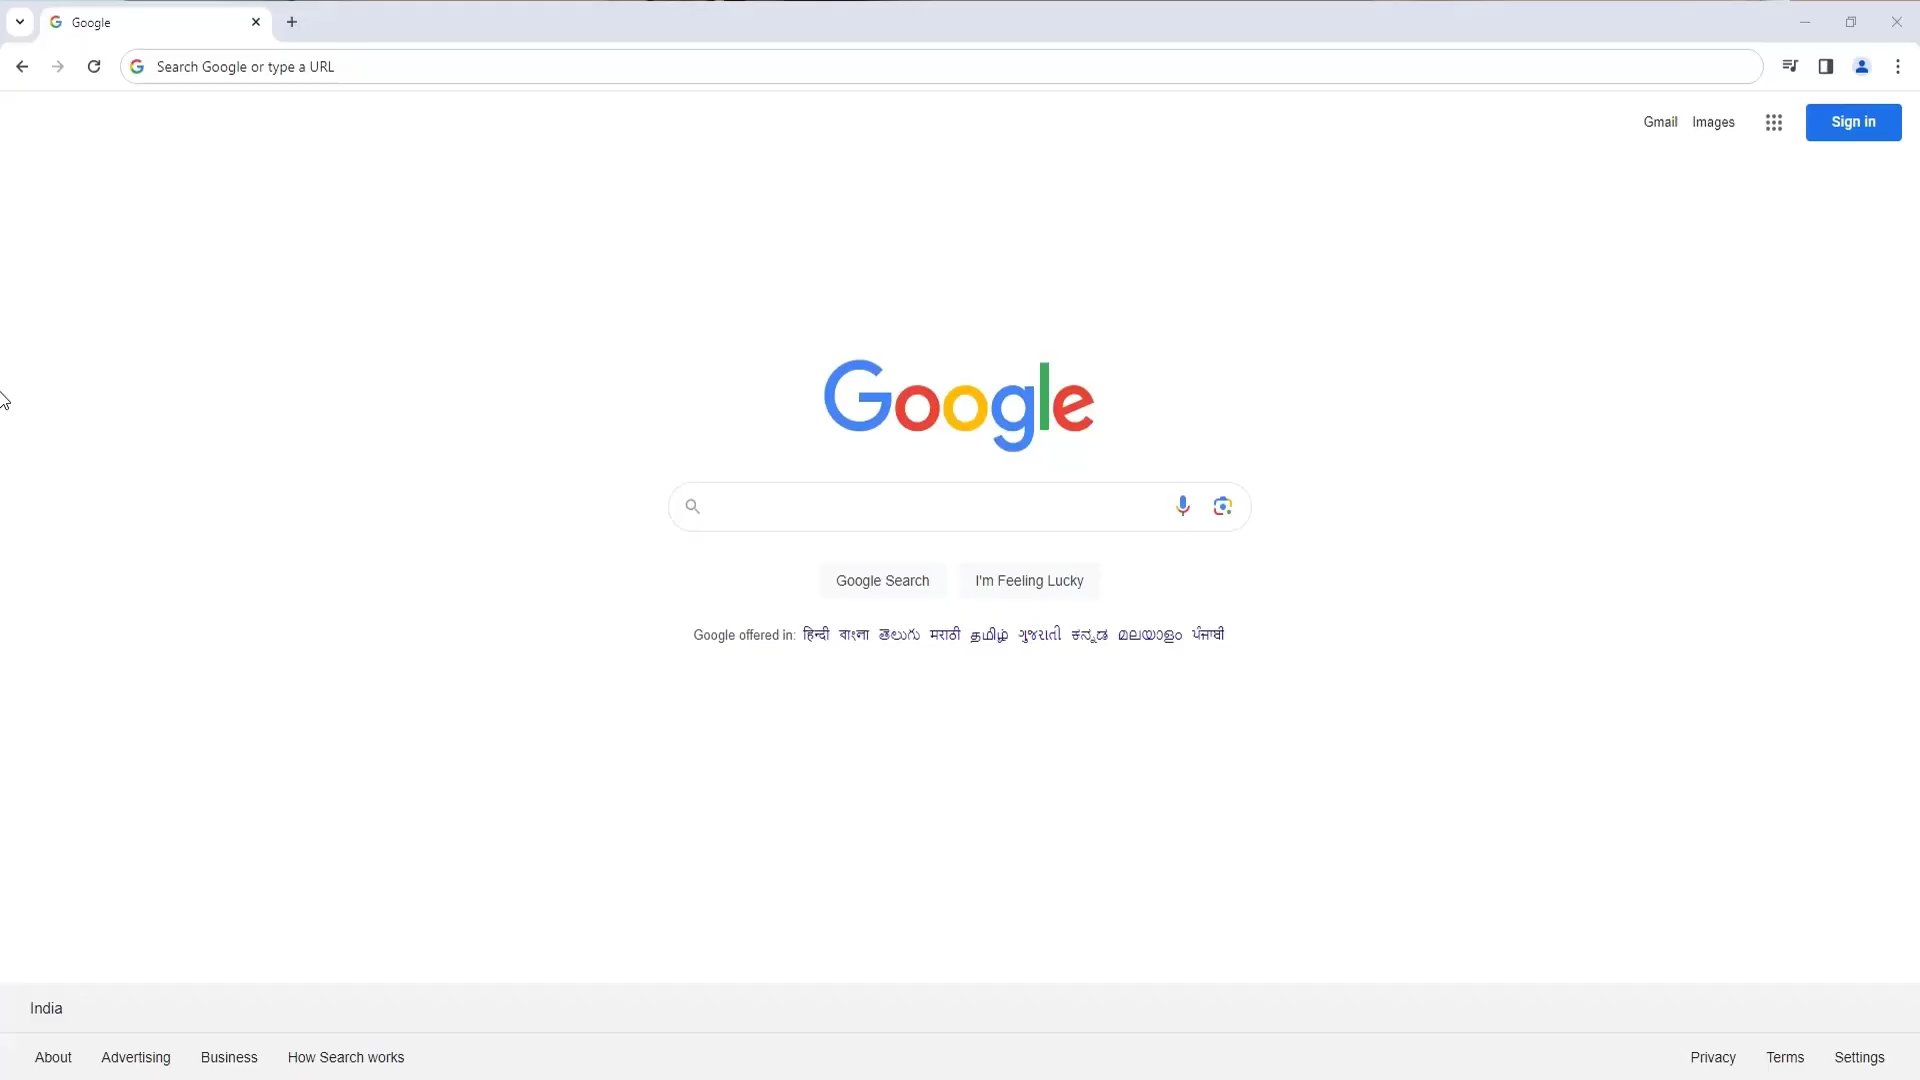 Google
Search Google or type a URL
Gmail Images Sign in
Google
Google Search I'm Feeling Lucky
Google offered in: हिन्दी বাংলা తెలుగు मराठी தமிழ் ગુજરાતી ಕನ್ನಡ മലയാളം ਪੰਜਾਬੀ
India
About Advertising Business How Search works Privacy Terms Settings